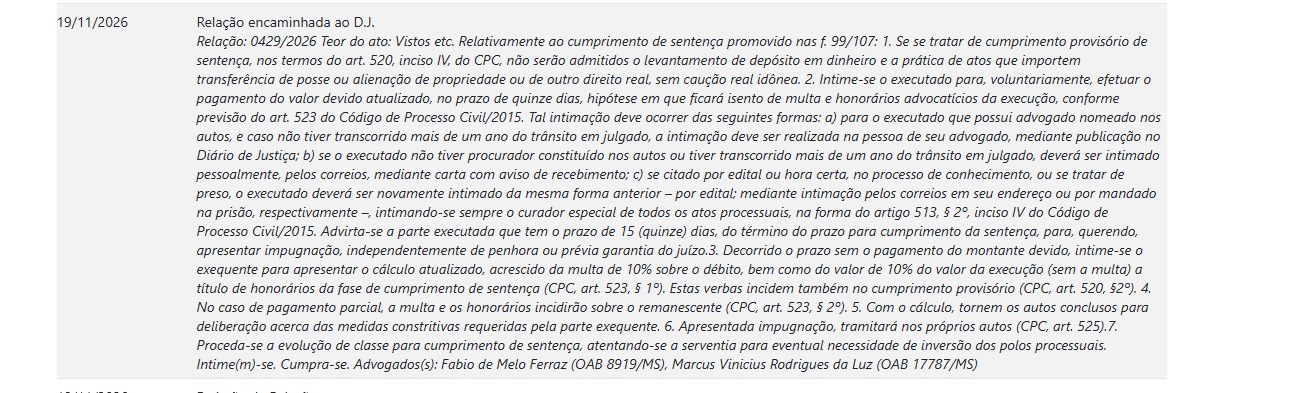 19/11/2026 Relação encaminhada ao D.J.
Relação: 0429/2026 Teor do ato: Vistos etc. Relativamente ao cumprimento de sentença promovido nas f. 99/107: 1. Se se tratar de cumprimento provisório de
sentença, nos termos do art. 520, inciso IV, do CPC, não serão admitidos o levantamento de depósito em dinheiro e a prática de atos que importem
transferência de posse ou alienação de propriedade ou de outro direito real, sem caução real idônea. 2. Intime-se o executado para, voluntariamente, efetuar o
pagamento do valor devido atualizado, no prazo de quinze dias, hipótese em que ficará isento de multa e honorários advocatícios da execução, conforme
previsão do art. 523 do Código de Processo Civil/2015. Tal intimação deve ocorrer das seguintes formas: a) para o executado que possui advogado nomeado nos
autos, e caso não tiver transcorrido mais de um ano do trânsito em julgado, a intimação deve ser realizada na pessoa de seu advogado, mediante publicação no
Diário de Justiça; b) se o executado não tiver procurador constituído nos autos ou tiver transcorrido mais de um ano do trânsito em julgado, deverá ser intimado
pessoalmente, pelos correios, mediante carta com aviso de recebimento; c) se citado por edital ou hora certa, no processo de conhecimento, ou se tratar de
preso, o executado deverá ser novamente intimado da mesma forma anterior – por edital; mediante intimação pelos correios em seu endereço ou por mandado
na prisão, respectivamente –, intimando-se sempre o curador especial de todos os atos processuais, na forma do artigo 513, § 2º, inciso IV do Código de
Processo Civil/2015. Advirta-se a parte executada que tem o prazo de 15 (quinze) dias, do término do prazo para cumprimento da sentença, para, querendo,
apresentar impugnação, independentemente de penhora ou prévia garantia do juízo.3. Decorrido o prazo sem o pagamento do montante devido, intime-se o
exequente para apresentar o cálculo atualizado, acrescido da multa de 10% sobre o débito, bem como do valor de 10% do valor da execução (sem a multa) a
título de honorários da fase de cumprimento de sentença (CPC, art. 523, § 1º). Estas verbas incidem também no cumprimento provisório (CPC, art. 520, §2º). 4.
No caso de pagamento parcial, a multa e os honorários incidirão sobre o remanescente (CPC, art. 523, § 2º). 5. Com o cálculo, tornem os autos conclusos para
deliberação acerca das medidas constritivas requeridas pela parte exequente. 6. Apresentada impugnação, tramitará nos próprios autos (CPC, art. 525).7.
Proceda-se a evolução de classe para cumprimento de sentença, atentando-se a serventia para eventual necessidade de inversão dos polos processuais.
Intime(m)-se. Cumpra-se. Advogados(s): Fabio de Melo Ferraz (OAB 8919/MS), Marcus Vinicius Rodrigues da Luz (OAB 17787/MS)